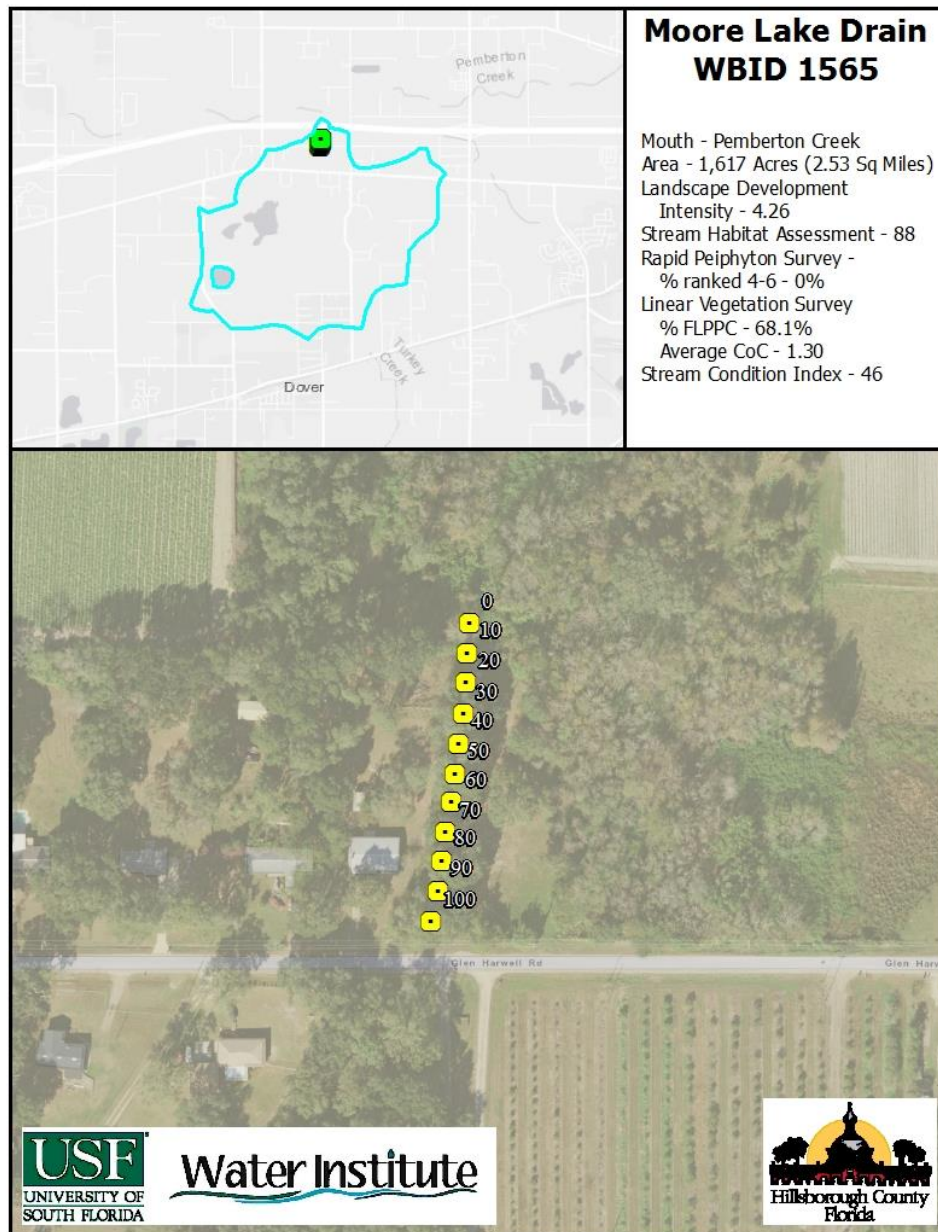 Moore Lake Drain
WBID 1565
Mouth - Pemberton Creek
Area - 1,617 Acres (2.53 Sq Miles)
Landscape Development
Intensity - 4.26
Stream Habitat Assessment - 88
Rapid Peiphyton Survey -
% ranked 4-6 - 0%
Linear Vegetation Survey
% FLPPC - 68.1%
Average CoC - 1.30
Stream Condition Index - 46
Pemberton
Creek
Turkey
Creek
Dover
0
10
20
30
40
50
60
70
80
90
100
Glen Harwell Rd
Glen Harv
USF
UNIVERSITY OF
SOUTH FLORIDA
Water Institute
Hillsborough County
Florida